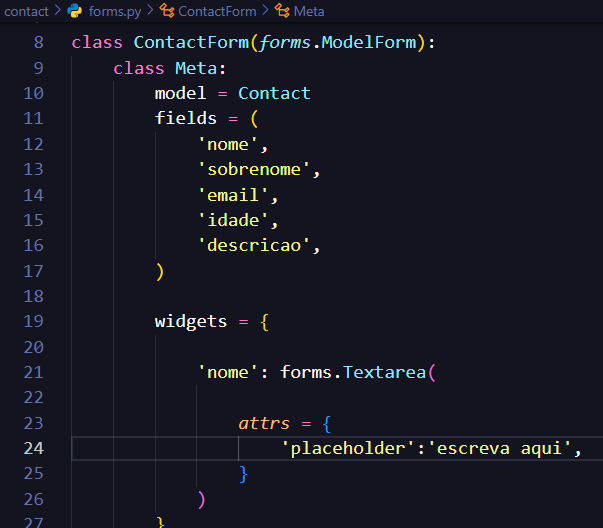 contact > forms.py > ContactForm > Meta
8 class ContactForm(forms.ModelForm):
9     class Meta:
10         model = Contact
11         fields = (
12             'nome',
13             'sobrenome',
14             'email',
15             'idade',
16             'descricao',
17         )
18
19         widgets = {
20
21             'nome': forms.Textarea(
22
23                 attrs = {
24                     'placeholder':'escreva aqui',
25                 }
26             )
27         }